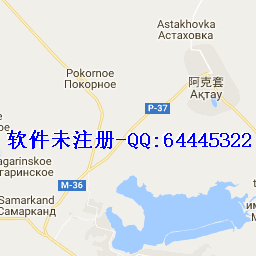 Astakhovka
Астаховка
Pokornoe
Покорное
阿克套
Ақтау
P-37
软件未注册-QQ:64445322
agarinskoe
гаринское
M-36
Samarkand
Самарканд
t
им